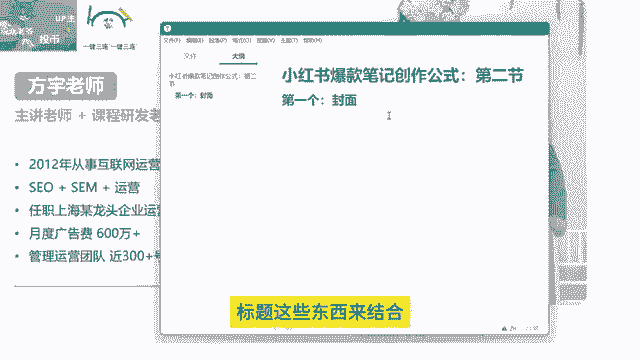 UP主
投币
一键三连"一键三连"
方宇老师
主讲老师 + 课程研发老
• 2012年从事互联网运营
• SEO + SEM + 运营
• 任职上海某龙头企业运营
• 月度广告费 600万+
• 管理运营团队 近300+号
文件(F) 编辑(E) 段落(P) 格式(O) 视图(V) 主题(T) 帮助(H)
文件 大纲
小红书爆款笔记创作公式：第二节
第一个：封面
小红书爆款笔记创作公式：第二节
第一个：封面
标题这些东西来结合